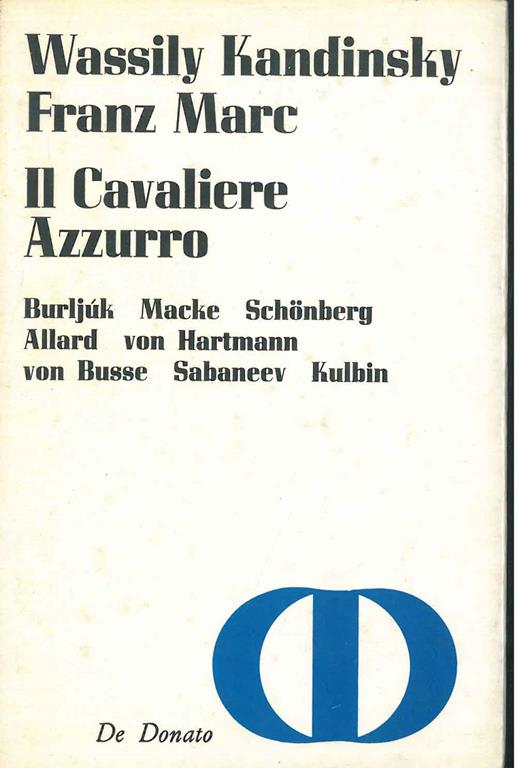 Wassily Kandinsky
Franz Marc
Il Cavaliere
Azzurro
Burljúk Macke Schönberg
Allard von Hartmann
von Busse Sabaneev Kulbin
De Donato